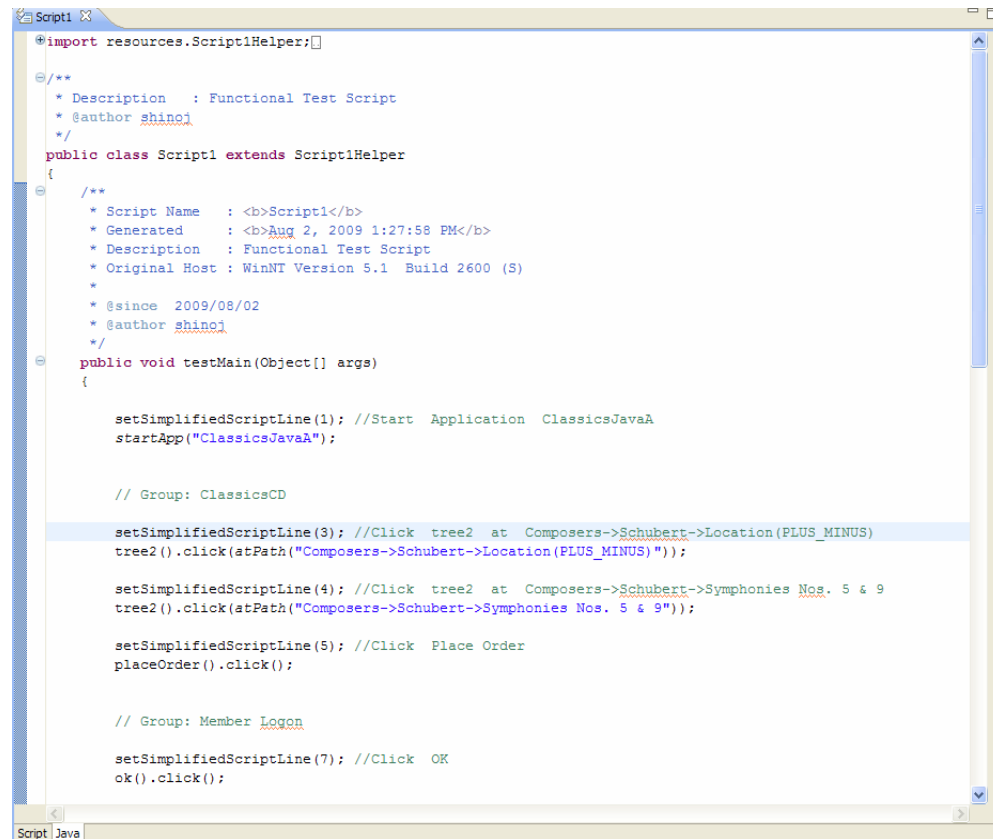 Script1
import resources.Script1Helper;
/**
* Description : Functional Test Script
* @author shinoj
*/
public class Script1 extends Script1Helper
{
/**
* Script Name : <b>Script1</b>
* Generated : <b>Aug 2, 2009 1:27:58 PM</b>
* Description : Functional Test Script
* Original Host : WinNT Version 5.1 Build 2600 (S)
*
* @since 2009/08/02
* @author shinoj
*/
public void testMain(Object[] args)
{
setSimplifiedScriptLine(1); //Start Application ClassicsJavaA
startApp("ClassicsJavaA");
// Group: ClassicsCD
setSimplifiedScriptLine(3); //Click tree2 at Composers->Schubert->Location(PLUS_MINUS)
tree2().click(atPath("Composers->Schubert->Location(PLUS_MINUS)"));
setSimplifiedScriptLine(4); //Click tree2 at Composers->Schubert->Symphonies Nos. 5 & 9
tree2().click(atPath("Composers->Schubert->Symphonies Nos. 5 & 9"));
setSimplifiedScriptLine(5); //Click Place Order
placeOrder().click();
// Group: Member Logon
setSimplifiedScriptLine(7); //Click OK
ok().click();
Script Java